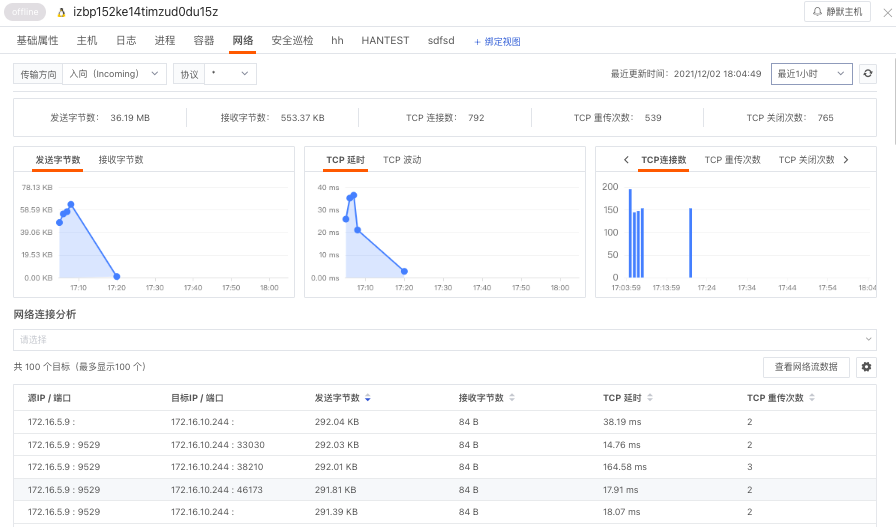 offline izbp152ke14timzud0du15z 静默主机
基础属性 主机 日志 进程 容器 网络 安全巡检 hh HANTEST sdfsd + 绑定视图
传输方向 入向（Incoming） 协议 * 最近更新时间：2021/12/02 18:04:49 最近1小时
发送字节数： 36.19 MB 接收字节数： 553.37 KB TCP 连接数： 792 TCP 重传次数： 539 TCP 关闭次数： 765
发送字节数 接收字节数
78.13 KB
58.59 KB
39.06 KB
19.53 KB
0.00 KB
17:10 17:20 17:30 17:40 17:50 18:00
TCP 延时 TCP 波动
40 ms
30 ms
20 ms
10 ms
0.00 ms
17:10 17:20 17:30 17:40 17:50 18:00
TCP连接数 TCP 重传次数 TCP 关闭次数
200
150
100
50
0
17:03:59 17:13:59 17:24 17:34 17:44 17:54 18:04
网络连接分析
请选择
共 100 个目标（最多显示100 个） 查看网络流数据
源IP / 端口 目标IP / 端口 发送字节数 接收字节数 TCP 延时 TCP 重传次数
172.16.5.9 : 172.16.10.244 : 292.04 KB 84 B 38.19 ms 2
172.16.5.9 : 9529 172.16.10.244 : 33030 292.03 KB 84 B 14.76 ms 2
172.16.5.9 : 9529 172.16.10.244 : 38210 292.01 KB 84 B 164.58 ms 3
172.16.5.9 : 9529 172.16.10.244 : 46173 291.81 KB 84 B 17.91 ms 2
172.16.5.9 : 9529 172.16.10.244 : 291.39 KB 84 B 18.07 ms 2